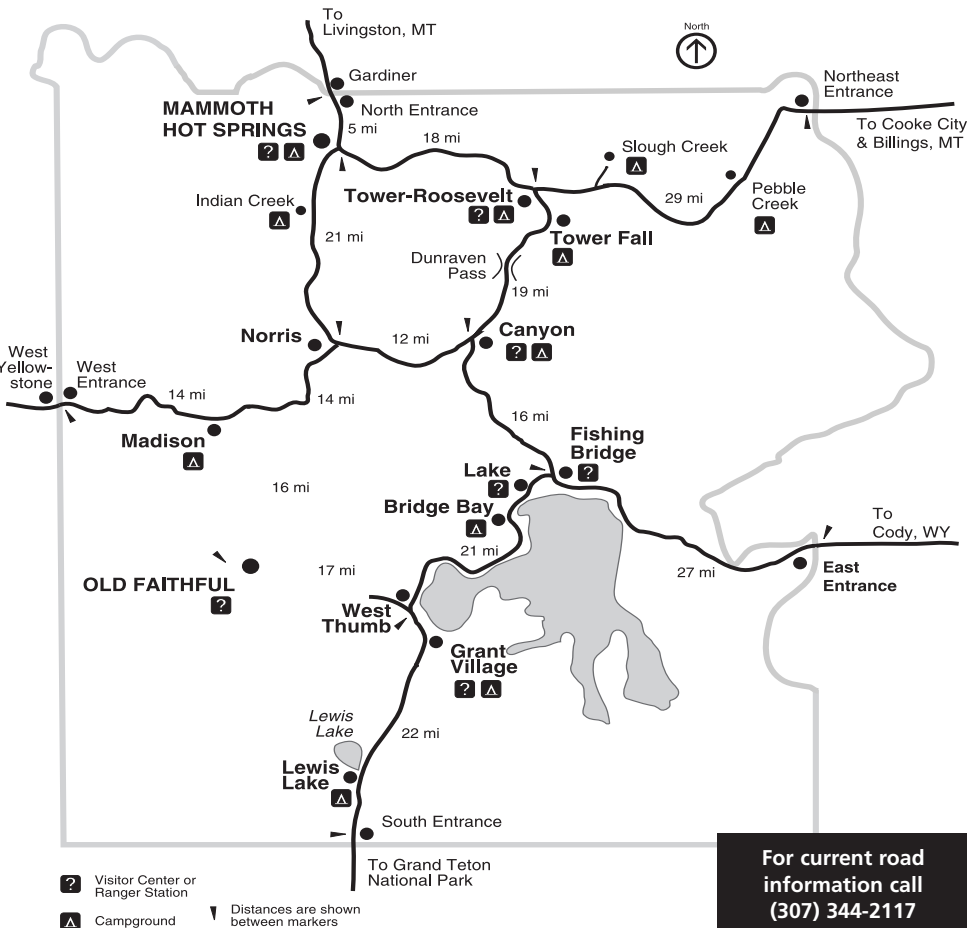 To
Livingston, MT
North
Gardiner
North Entrance
MAMMOTH
HOT SPRINGS
?
5 mi
18 mi
Northeast
Entrance
To Cooke City
& Billings, MT
Slough Creek
Tower-Roosevelt
?
29 mi
Pebble
Creek
Indian Creek
21 mi
Tower Fall
Dunraven
Pass
19 mi
Norris
12 mi
Canyon
?
West
Yellow-
stone
West
Entrance
14 mi
14 mi
Madison
16 mi
16 mi
Fishing
Bridge
?
Lake
?
Bridge Bay
21 mi
To
Cody, WY
27 mi
East
Entrance
OLD FAITHFUL
?
17 mi
West
Thumb
Grant
Village
?
Lewis
Lake
22 mi
Lewis
Lake
South Entrance
To Grand Teton
National Park
? Visitor Center or
Ranger Station
Campground
Distances are shown
between markers
For current road
information call
(307) 344-2117